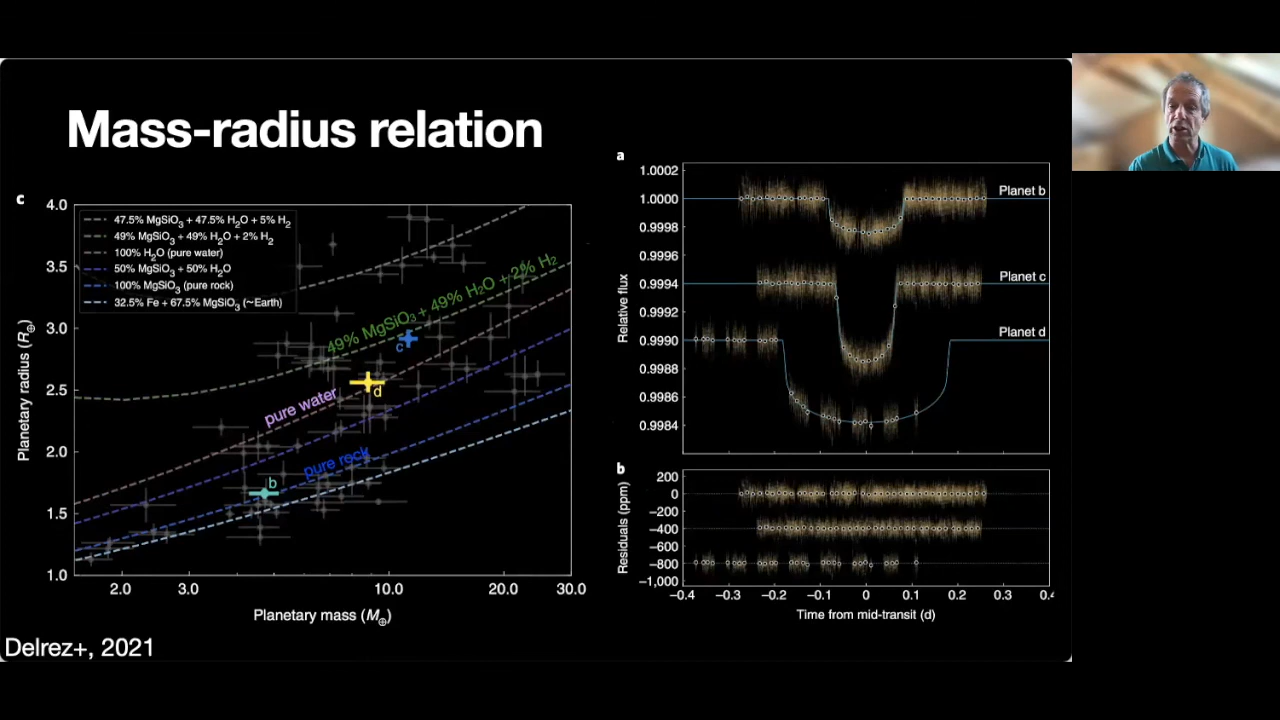 Mass-radius relation
c
4.0
3.5
3.0
2.5
2.0
1.5
1.0
Planetary radius (R⊕)
47.5% MgSiO3 + 47.5% H2O + 5% H2
49% MgSiO3 + 49% H2O + 2% H2
100% H2O (pure water)
50% MgSiO3 + 50% H2O
100% MgSiO3 (pure rock)
32.5% Fe + 67.5% MgSiO3 (~Earth)
49% MgSiO3 + 49% H2O + 2% H2
c
d
pure water
pure rock
b
2.0 3.0 10.0 20.0 30.0
Planetary mass (M⊕)
a
1.0002
1.0000
0.9998
0.9996
0.9994
0.9992
0.9990
0.9988
0.9986
0.9984
Relative flux
Planet b
Planet c
Planet d
b
200
0
−200
−400
−600
−800
−1,000
Residuals (ppm)
−0.4 −0.3 −0.2 −0.1 0 0.1 0.2 0.3
Time from mid-transit (d)
Delrez+, 2021